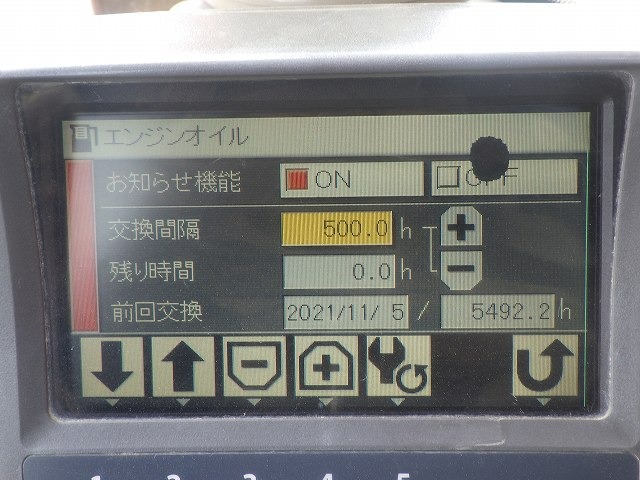 エンジンオイル
お知らせ機能 ON
交換間隔 500.0 h
残り時間 0.0 h
前回交換 2021/11/ 5 / 5492.2 h